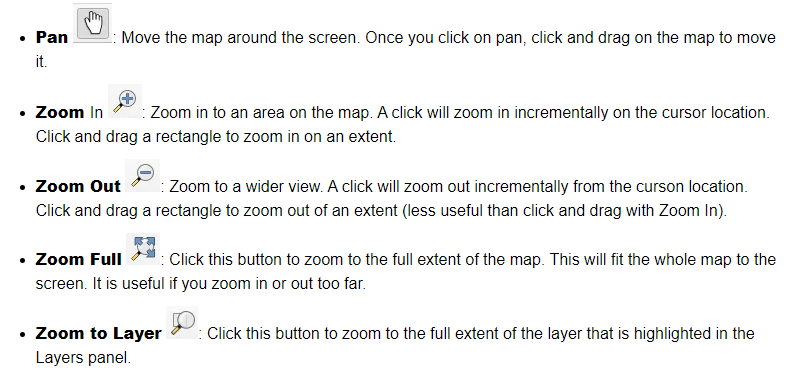 Pan : Move the map around the screen. Once you click on pan, click and drag on the map to move
it.
Zoom In : Zoom in to an area on the map. A click will zoom in incrementally on the cursor location.
Click and drag a rectangle to zoom in on an extent.
Zoom Out : Zoom to a wider view. A click will zoom out incrementally from the curson location.
Click and drag a rectangle to zoom out of an extent (less useful than click and drag with Zoom In).
Zoom Full : Click this button to zoom to the full extent of the map. This will fit the whole map to the
screen. It is useful if you zoom in or out too far.
Zoom to Layer : Click this button to zoom to the full extent of the layer that is highlighted in the
Layers panel.